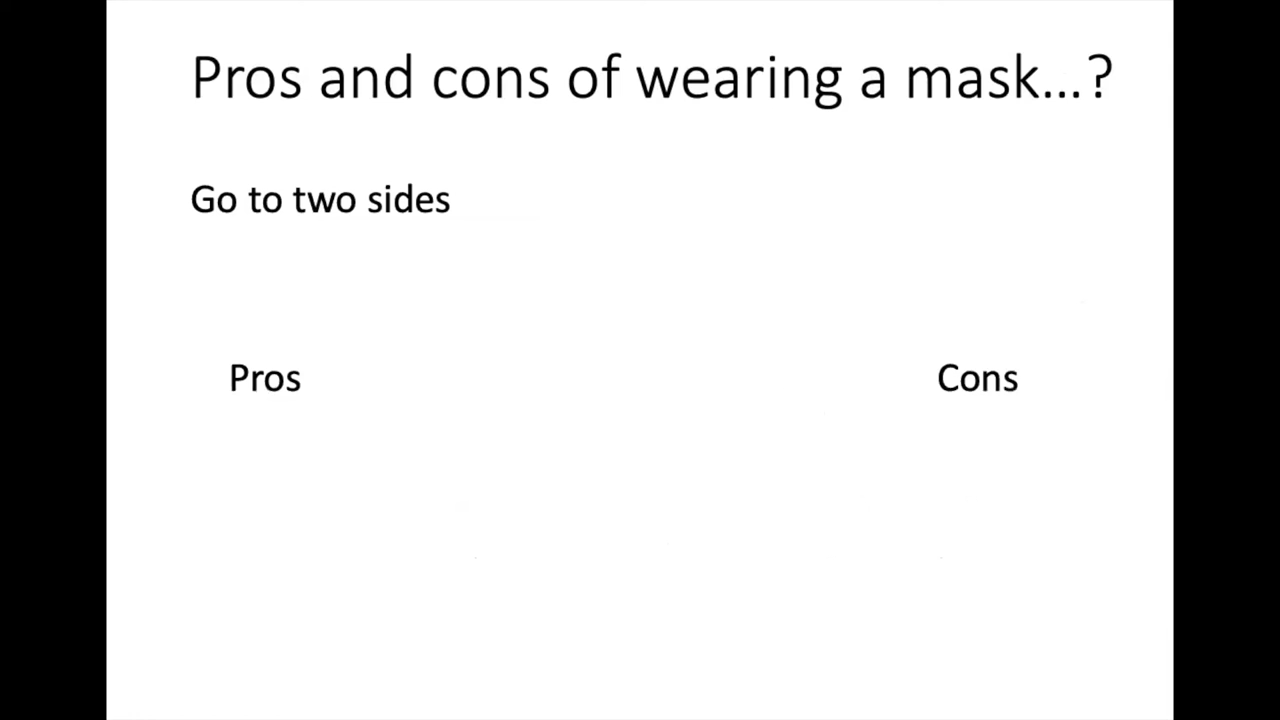 Pros and cons of wearing a mask...?
Go to two sides
Pros
Cons